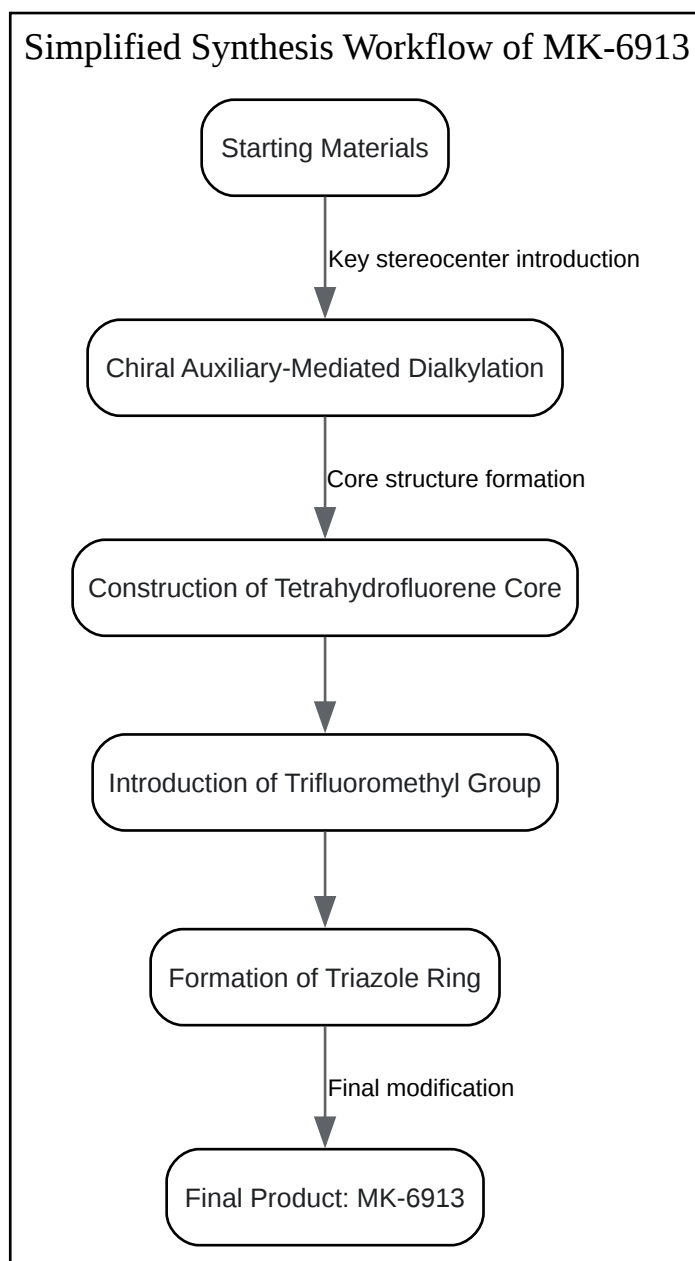 Simplified Synthesis Workflow of MK-6913
Starting Materials
Key stereocenter introduction
Chiral Auxiliary-Mediated Dialkylation
Core structure formation
Construction of Tetrahydrofluorene Core
Introduction of Trifluoromethyl Group
Formation of Triazole Ring
Final modification
Final Product: MK-6913